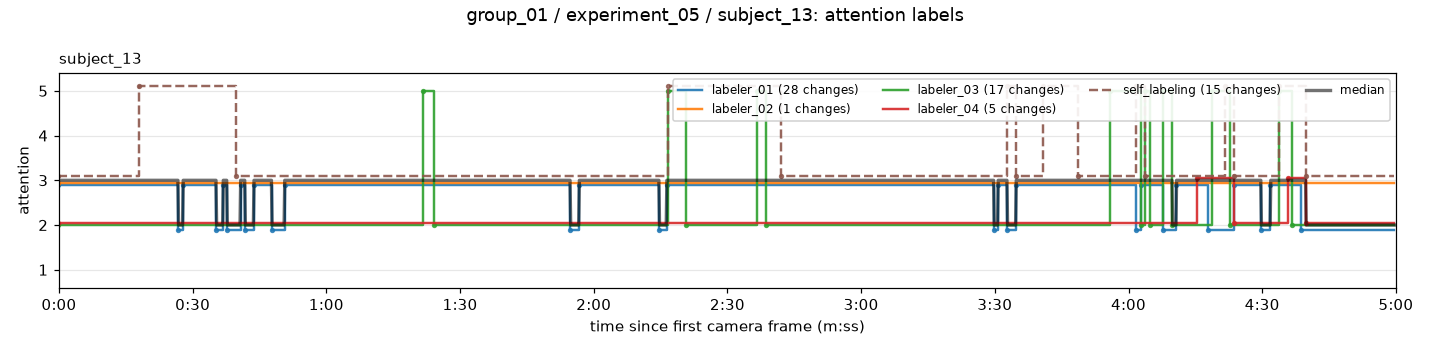 group_01 / experiment_05 / subject_13: attention labels
subject_13
labeler_01 (28 changes)
labeler_02 (1 changes)
labeler_03 (17 changes)
labeler_04 (5 changes)
self_labeling (15 changes)
median
attention
5
4
3
2
1
0:00 0:30 1:00 1:30 2:00 2:30 3:00 3:30 4:00 4:30 5:00
time since first camera frame (m:ss)